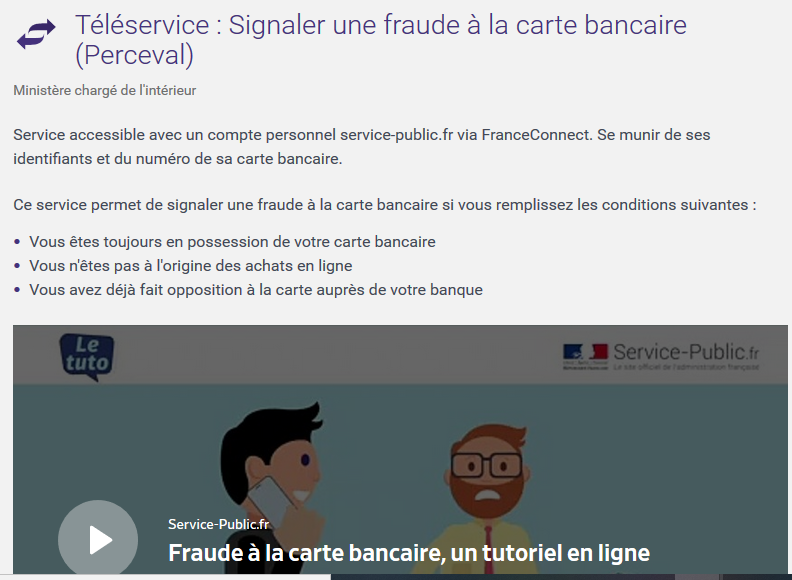 Téléservice : Signaler une fraude à la carte bancaire
(Perceval)
Ministère chargé de l'intérieur
Service accessible avec un compte personnel service-public.fr via FranceConnect. Se munir de ses
identifiants et du numéro de sa carte bancaire.
Ce service permet de signaler une fraude à la carte bancaire si vous remplissez les conditions suivantes :
• Vous êtes toujours en possession de votre carte bancaire
• Vous n'êtes pas à l'origine des achats en ligne
• Vous avez déjà fait opposition à la carte auprès de votre banque
Le
tuto
Service-Public.fr
Le site officiel de l'administration française
Service-Public.fr
Fraude à la carte bancaire, un tutoriel en ligne